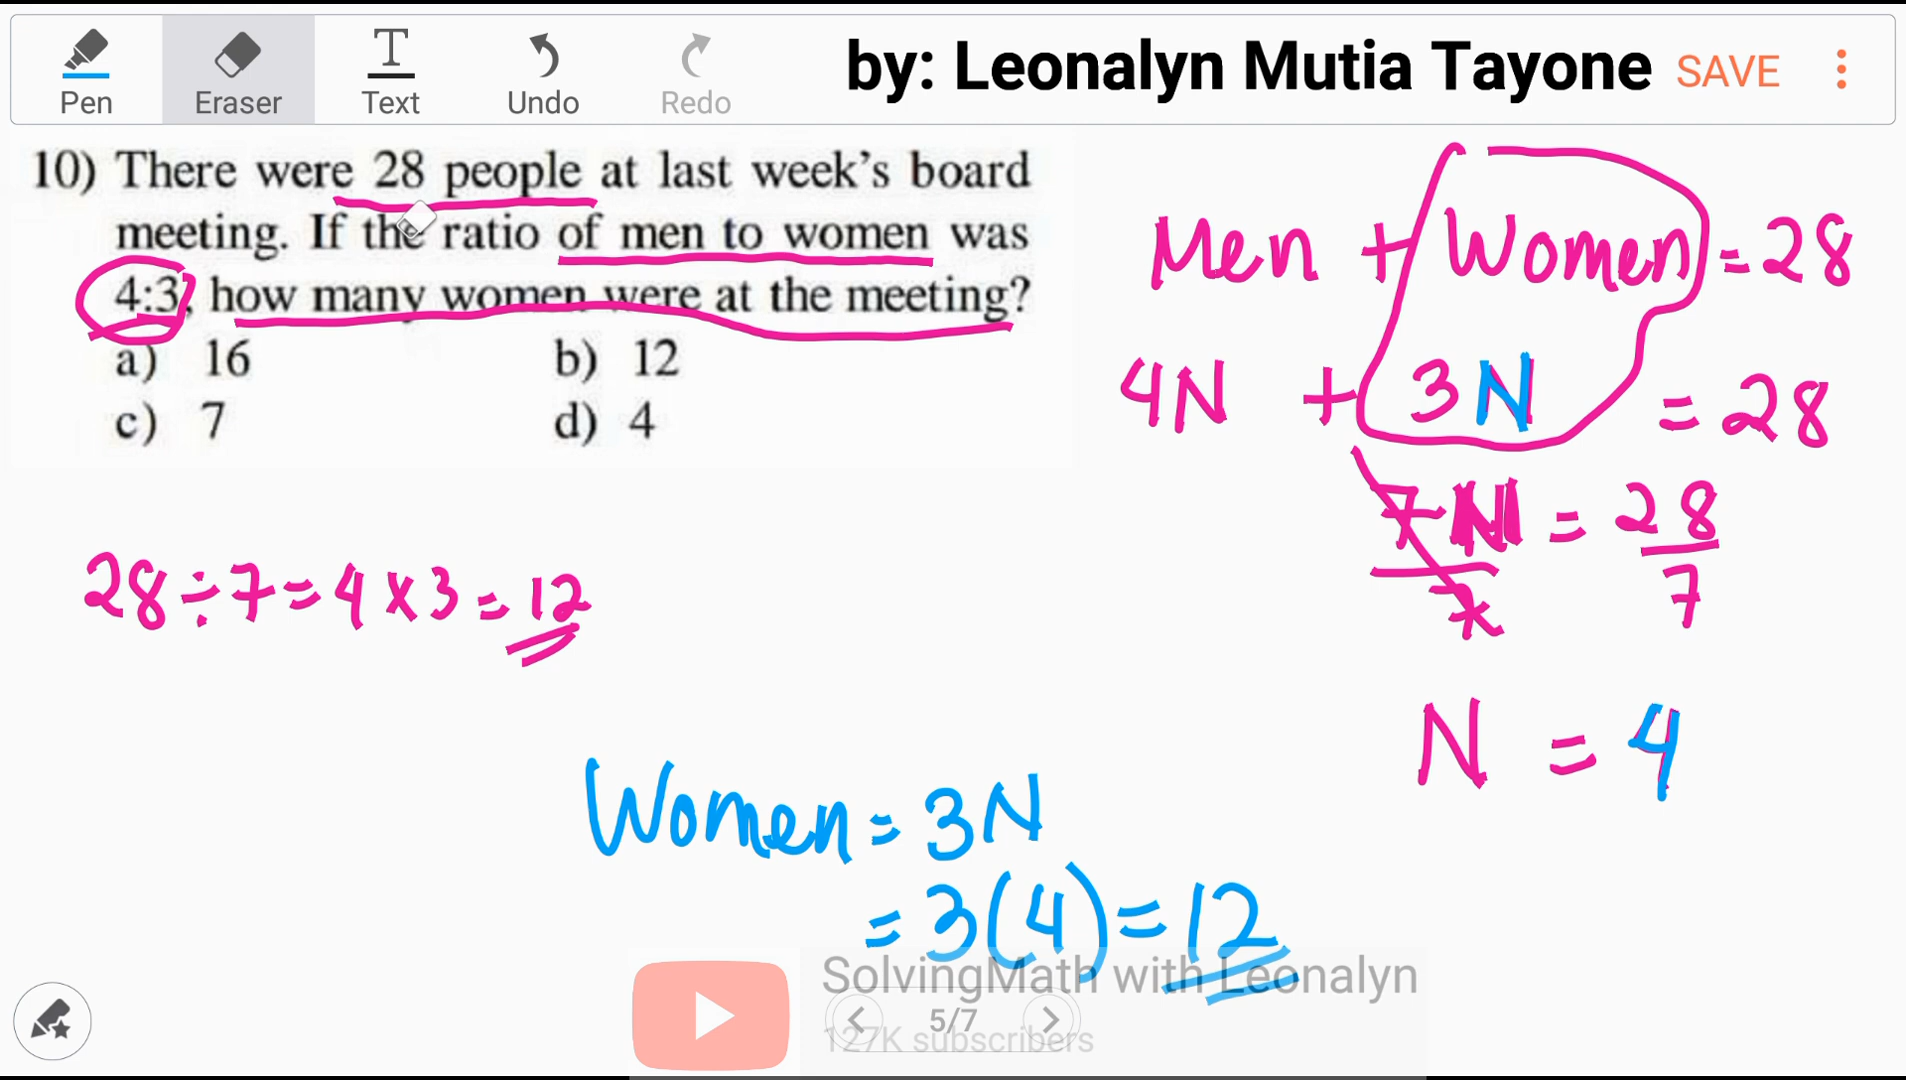 Pen
Eraser
Text
Undo
Redo
by: Leonalyn Mutia Tayone
SAVE
10) There were 28 people at last week's board
meeting. If the ratio of men to women was
4:3, how many women were at the meeting?
a) 16
b) 12
c) 7
d) 4
Men + Women = 28
4N + 3N = 28
7N = 28
7 7
N = 4
28 ÷ 7 = 4 x 3 = 12
Women = 3N
= 3(4) = 12
SolvingMath with Leonalyn
5/7
127K subscribers